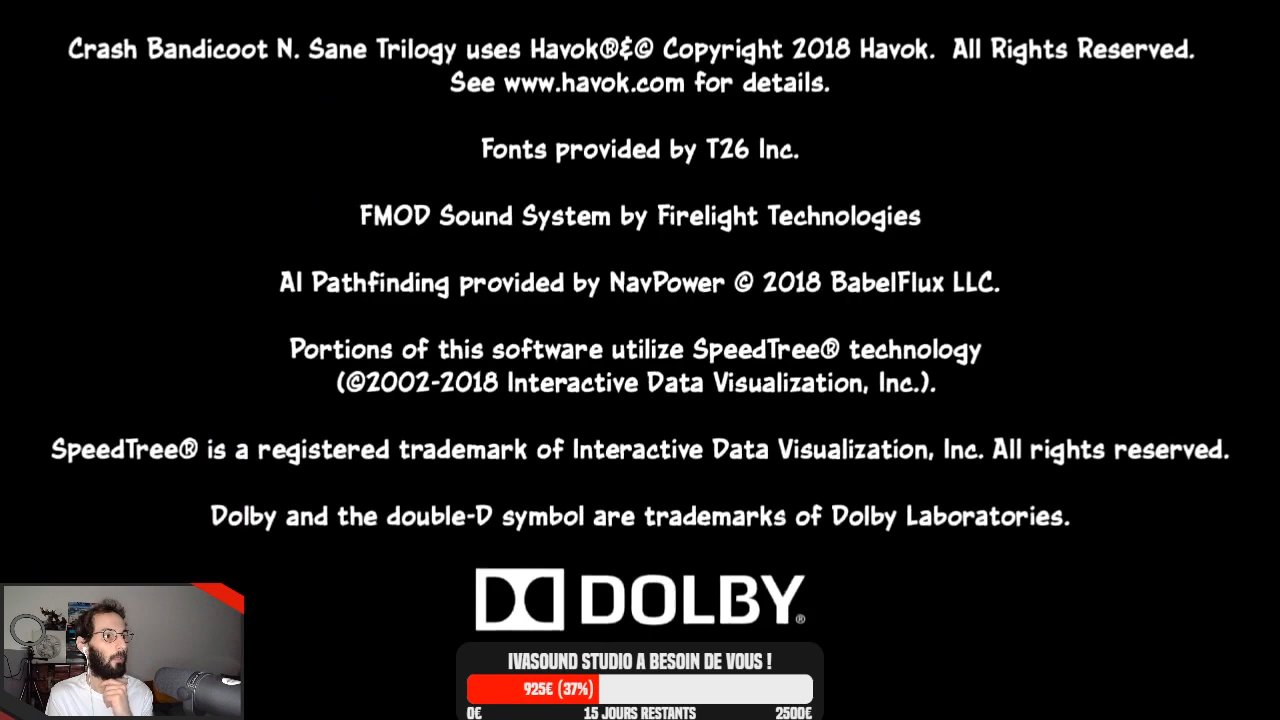 Crash Bandicoot N. Sane Trilogy uses Havok®&© Copyright 2018 Havok.  All Rights Reserved.
See www.havok.com for details.
Fonts provided by T26 Inc.
FMOD Sound System by Firelight Technologies
AI Pathfinding provided by NavPower © 2018 BabelFlux LLC.
Portions of this software utilize SpeedTree® technology
(©2002-2018 Interactive Data Visualization, Inc.).
SpeedTree® is a registered trademark of Interactive Data Visualization, Inc. All rights reserved.
Dolby and the double-D symbol are trademarks of Dolby Laboratories.
DOLBY®
IVASOUND STUDIO A BESOIN DE VOUS !
925€ (37%)
0€ 15 JOURS RESTANTS 2500€